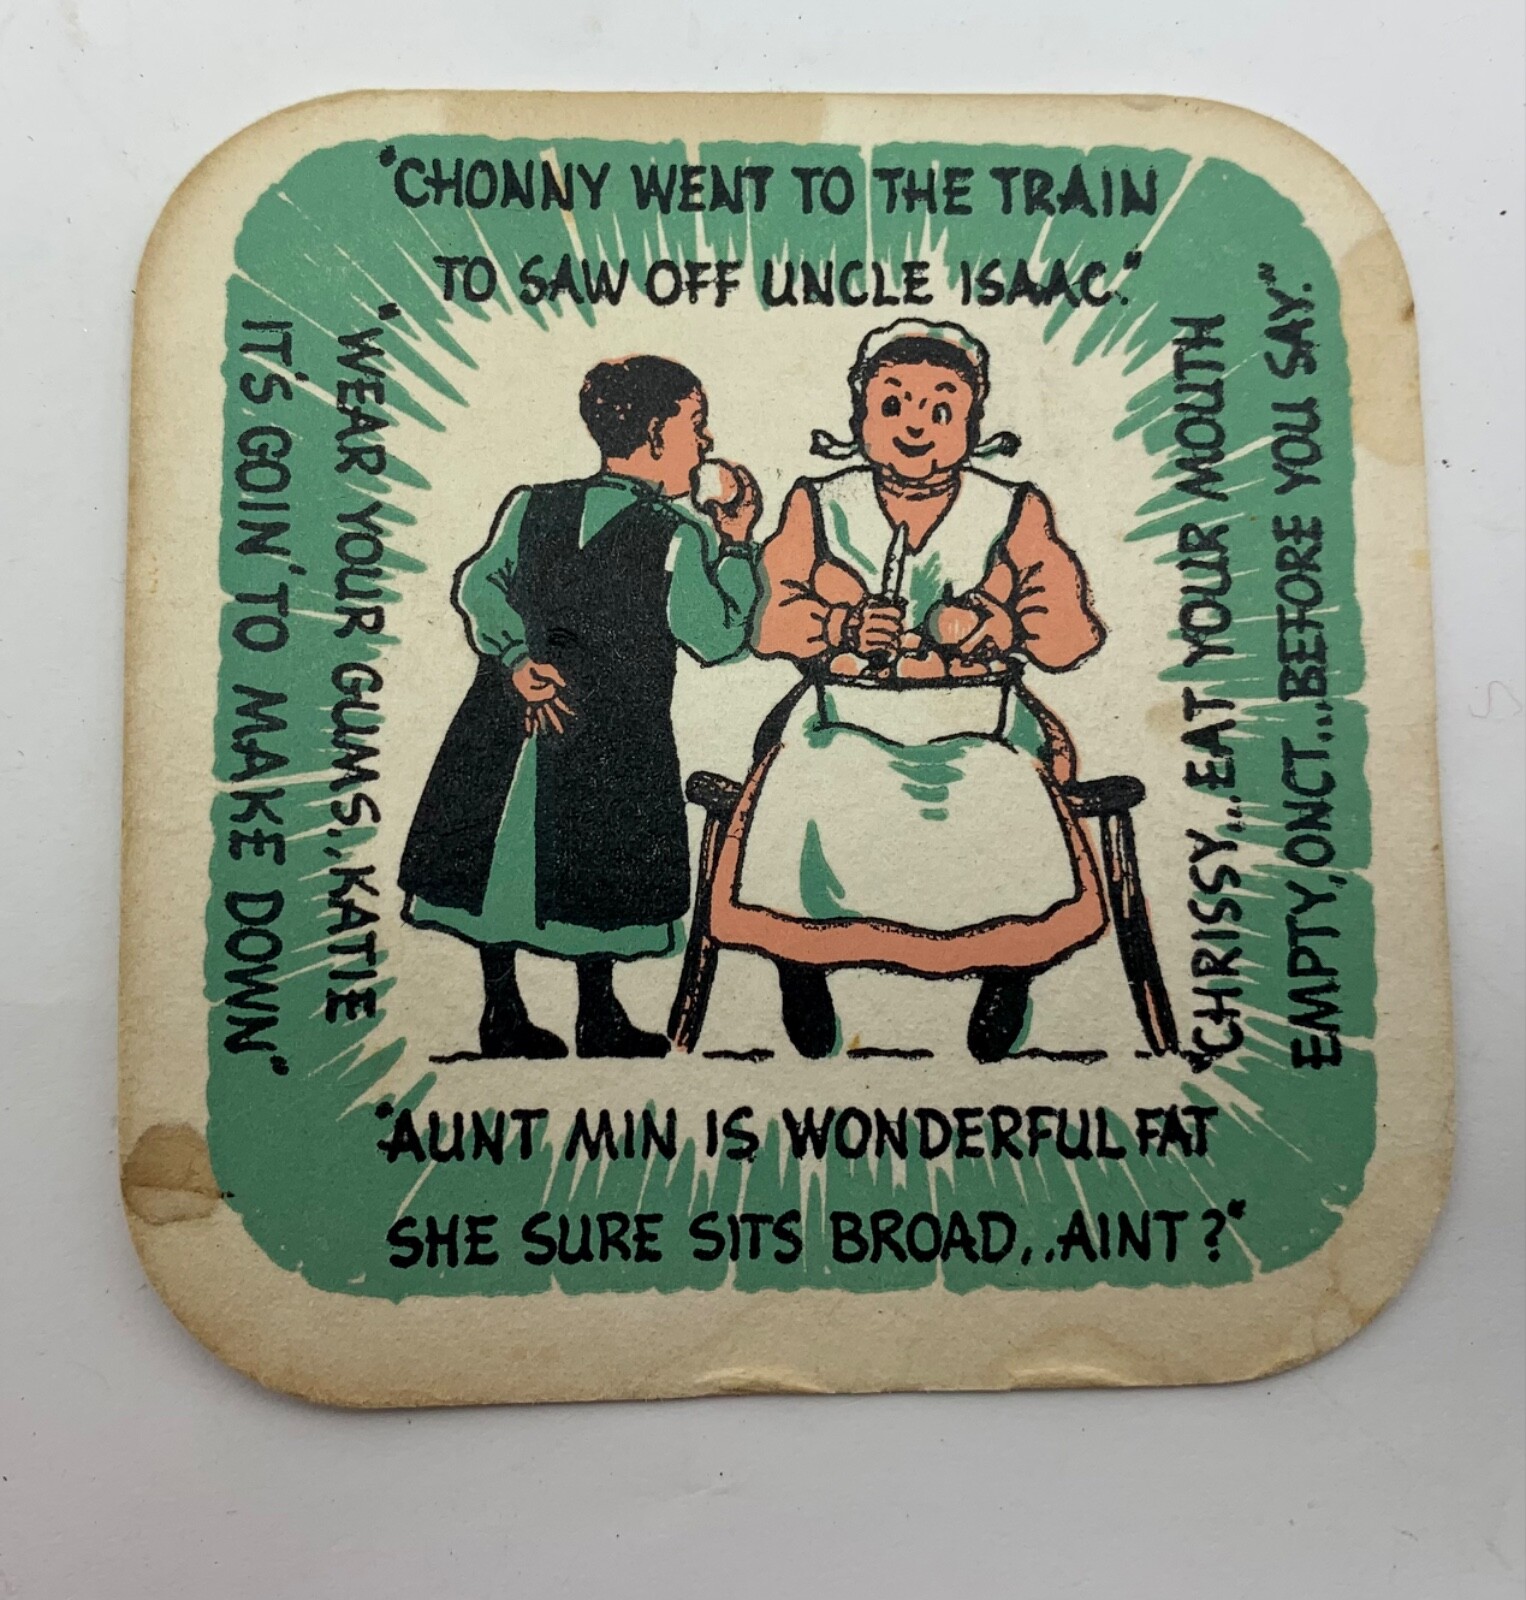 "CHONNY WENT TO THE TRAIN
TO SAW OFF UNCLE ISAAC."
"CHRISSY...EAT YOUR MOUTH
EMPTY, ONCT...BEFORE YOU SAY."
"AUNT MIN IS WONDERFUL FAT
SHE SURE SITS BROAD..AINT?"
"WEAR YOUR GUMS..KATIE
IT'S GOIN' TO MAKE DOWN"